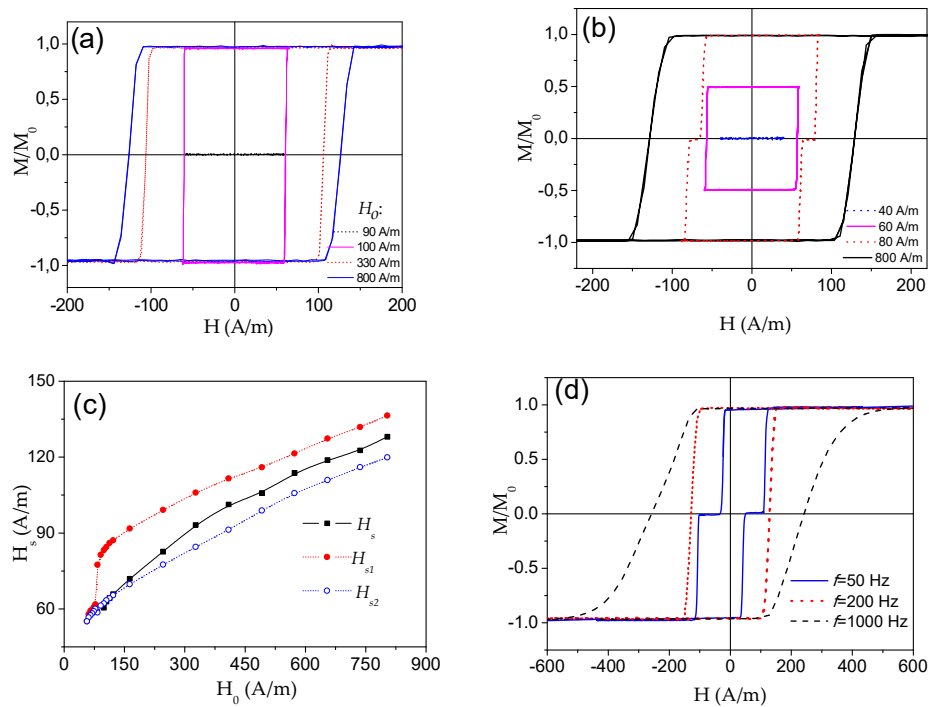 (a)
1,0
0,5
0,0
-0,5
-1,0
M/M0
-200 -100 0 100 200
H (A/m)
H0:
90 A/m
100 A/m
330 A/m
800 A/m
(b)
1,0
0,5
0,0
-0,5
-1,0
M/M0
-200 -100 0 100 200
H (A/m)
40 A/m
60 A/m
80 A/m
800 A/m
(c)
150
120
90
60
Hs (A/m)
0 150 300 450 600 750 900
H0 (A/m)
Hs
Hs1
Hs2
(d)
1.0
0.5
0.0
-0.5
-1.0
M/M0
-600 -400 -200 0 200 400 600
H (A/m)
f=50 Hz
f=200 Hz
f=1000 Hz